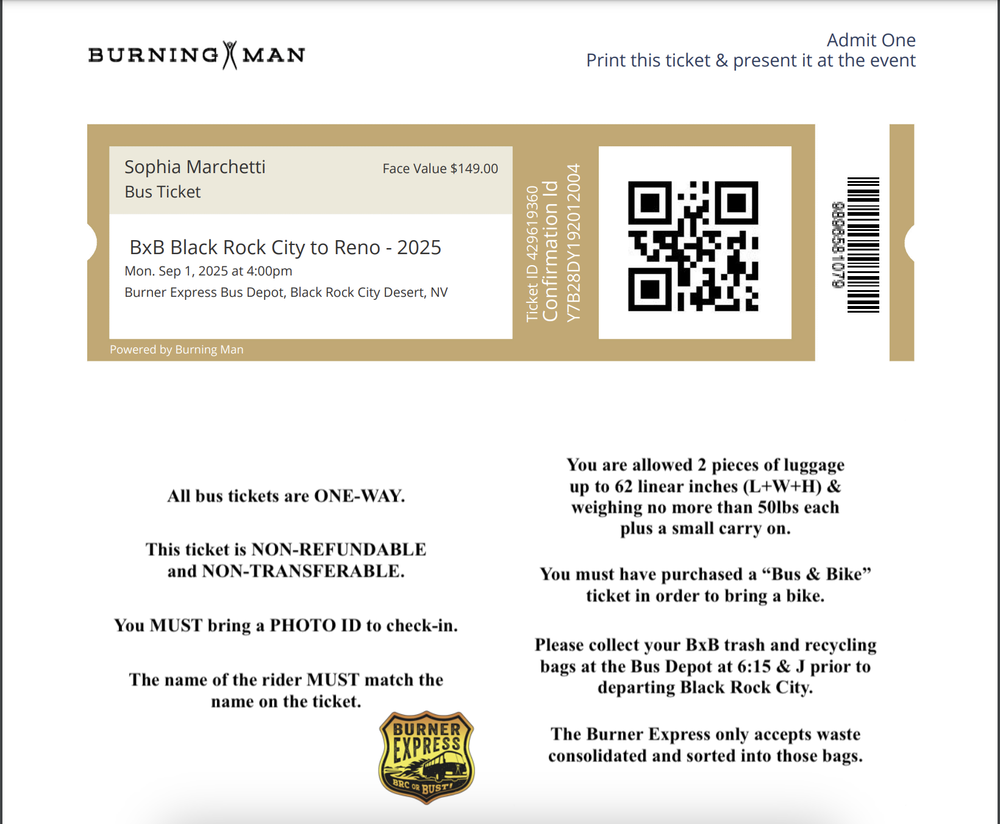 BURNING MAN
Admit One
Print this ticket & present it at the event
Sophia Marchetti
Face Value $149.00
Bus Ticket
BxB Black Rock City to Reno - 2025
Mon. Sep 1, 2025 at 4:00pm
Burner Express Bus Depot, Black Rock City Desert, NV
Powered by Burning Man
Ticket ID 429619360
Confirmation Id
Y7B28DY192012004
All bus tickets are ONE-WAY.
This ticket is NON-REFUNDABLE
and NON-TRANSFERABLE.
You MUST bring a PHOTO ID to check-in.
The name of the rider MUST match the
name on the ticket.
BURNER
EXPRESS
BRC OR BUST!
You are allowed 2 pieces of luggage
up to 62 linear inches (L+W+H) &
weighing no more than 50lbs each
plus a small carry on.
You must have purchased a “Bus & Bike”
ticket in order to bring a bike.
Please collect your BxB trash and recycling
bags at the Bus Depot at 6:15 & J prior to
departing Black Rock City.
The Burner Express only accepts waste
consolidated and sorted into those bags.